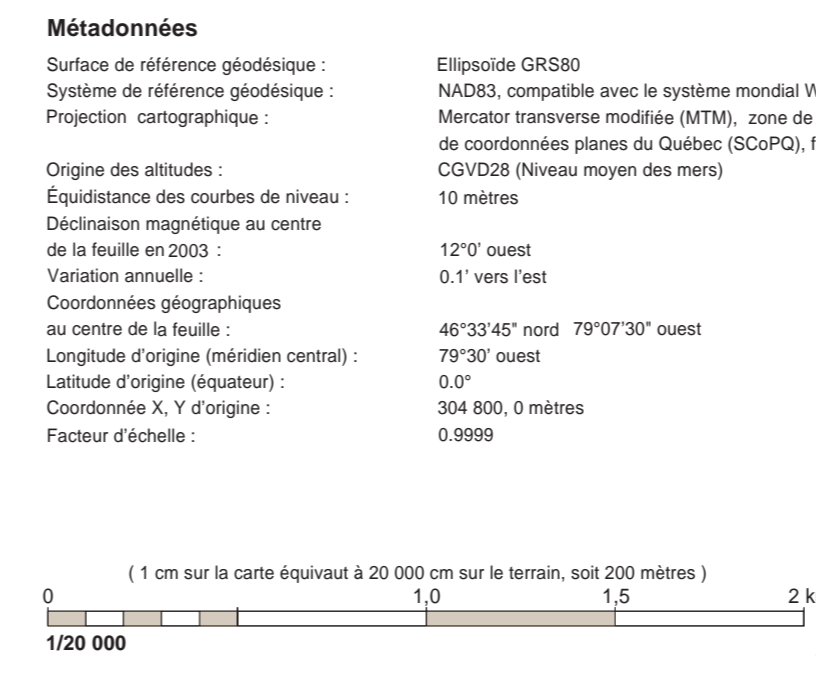 Métadonnées
Surface de référence géodésique : Ellipsoïde GRS80
Système de référence géodésique : NAD83, compatible avec le système mondial W
Projection cartographique : Mercator transverse modifiée (MTM), zone de
de coordonnées planes du Québec (SCoPQ), f
Origine des altitudes : CGVD28 (Niveau moyen des mers)
Équidistance des courbes de niveau : 10 mètres
Déclinaison magnétique au centre
de la feuille en 2003 : 12°0' ouest
Variation annuelle : 0.1' vers l'est
Coordonnées géographiques
au centre de la feuille : 46°33'45" nord 79°07'30" ouest
Longitude d'origine (méridien central) : 79°30' ouest
Latitude d'origine (équateur) : 0.0°
Coordonnée X, Y d'origine : 304 800, 0 mètres
Facteur d'échelle : 0.9999
( 1 cm sur la carte équivaut à 20 000 cm sur le terrain, soit 200 mètres )
0 1,0 1,5 2 k
1/20 000